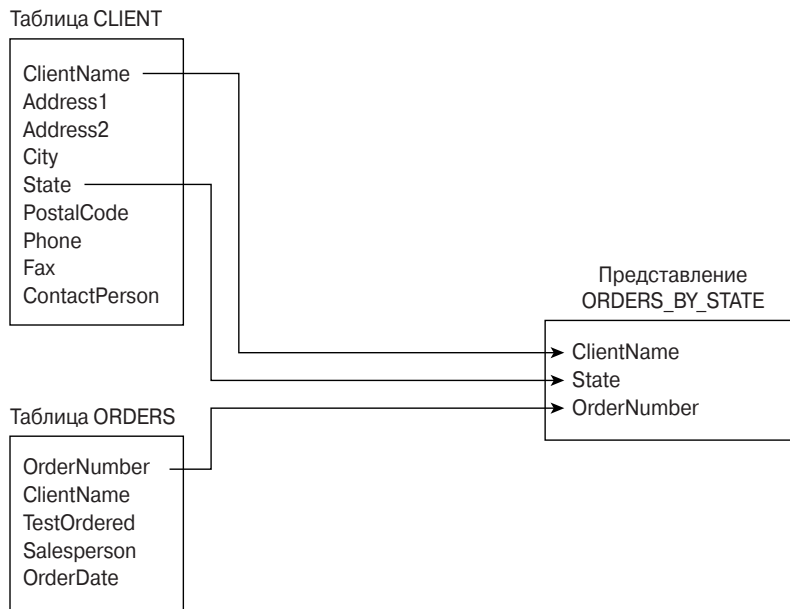 Таблица CLIENT
ClientName
Address1
Address2
City
State
PostalCode
Phone
Fax
ContactPerson
Представление
ORDERS_BY_STATE
ClientName
State
OrderNumber
Таблица ORDERS
OrderNumber
ClientName
TestOrdered
Salesperson
OrderDate